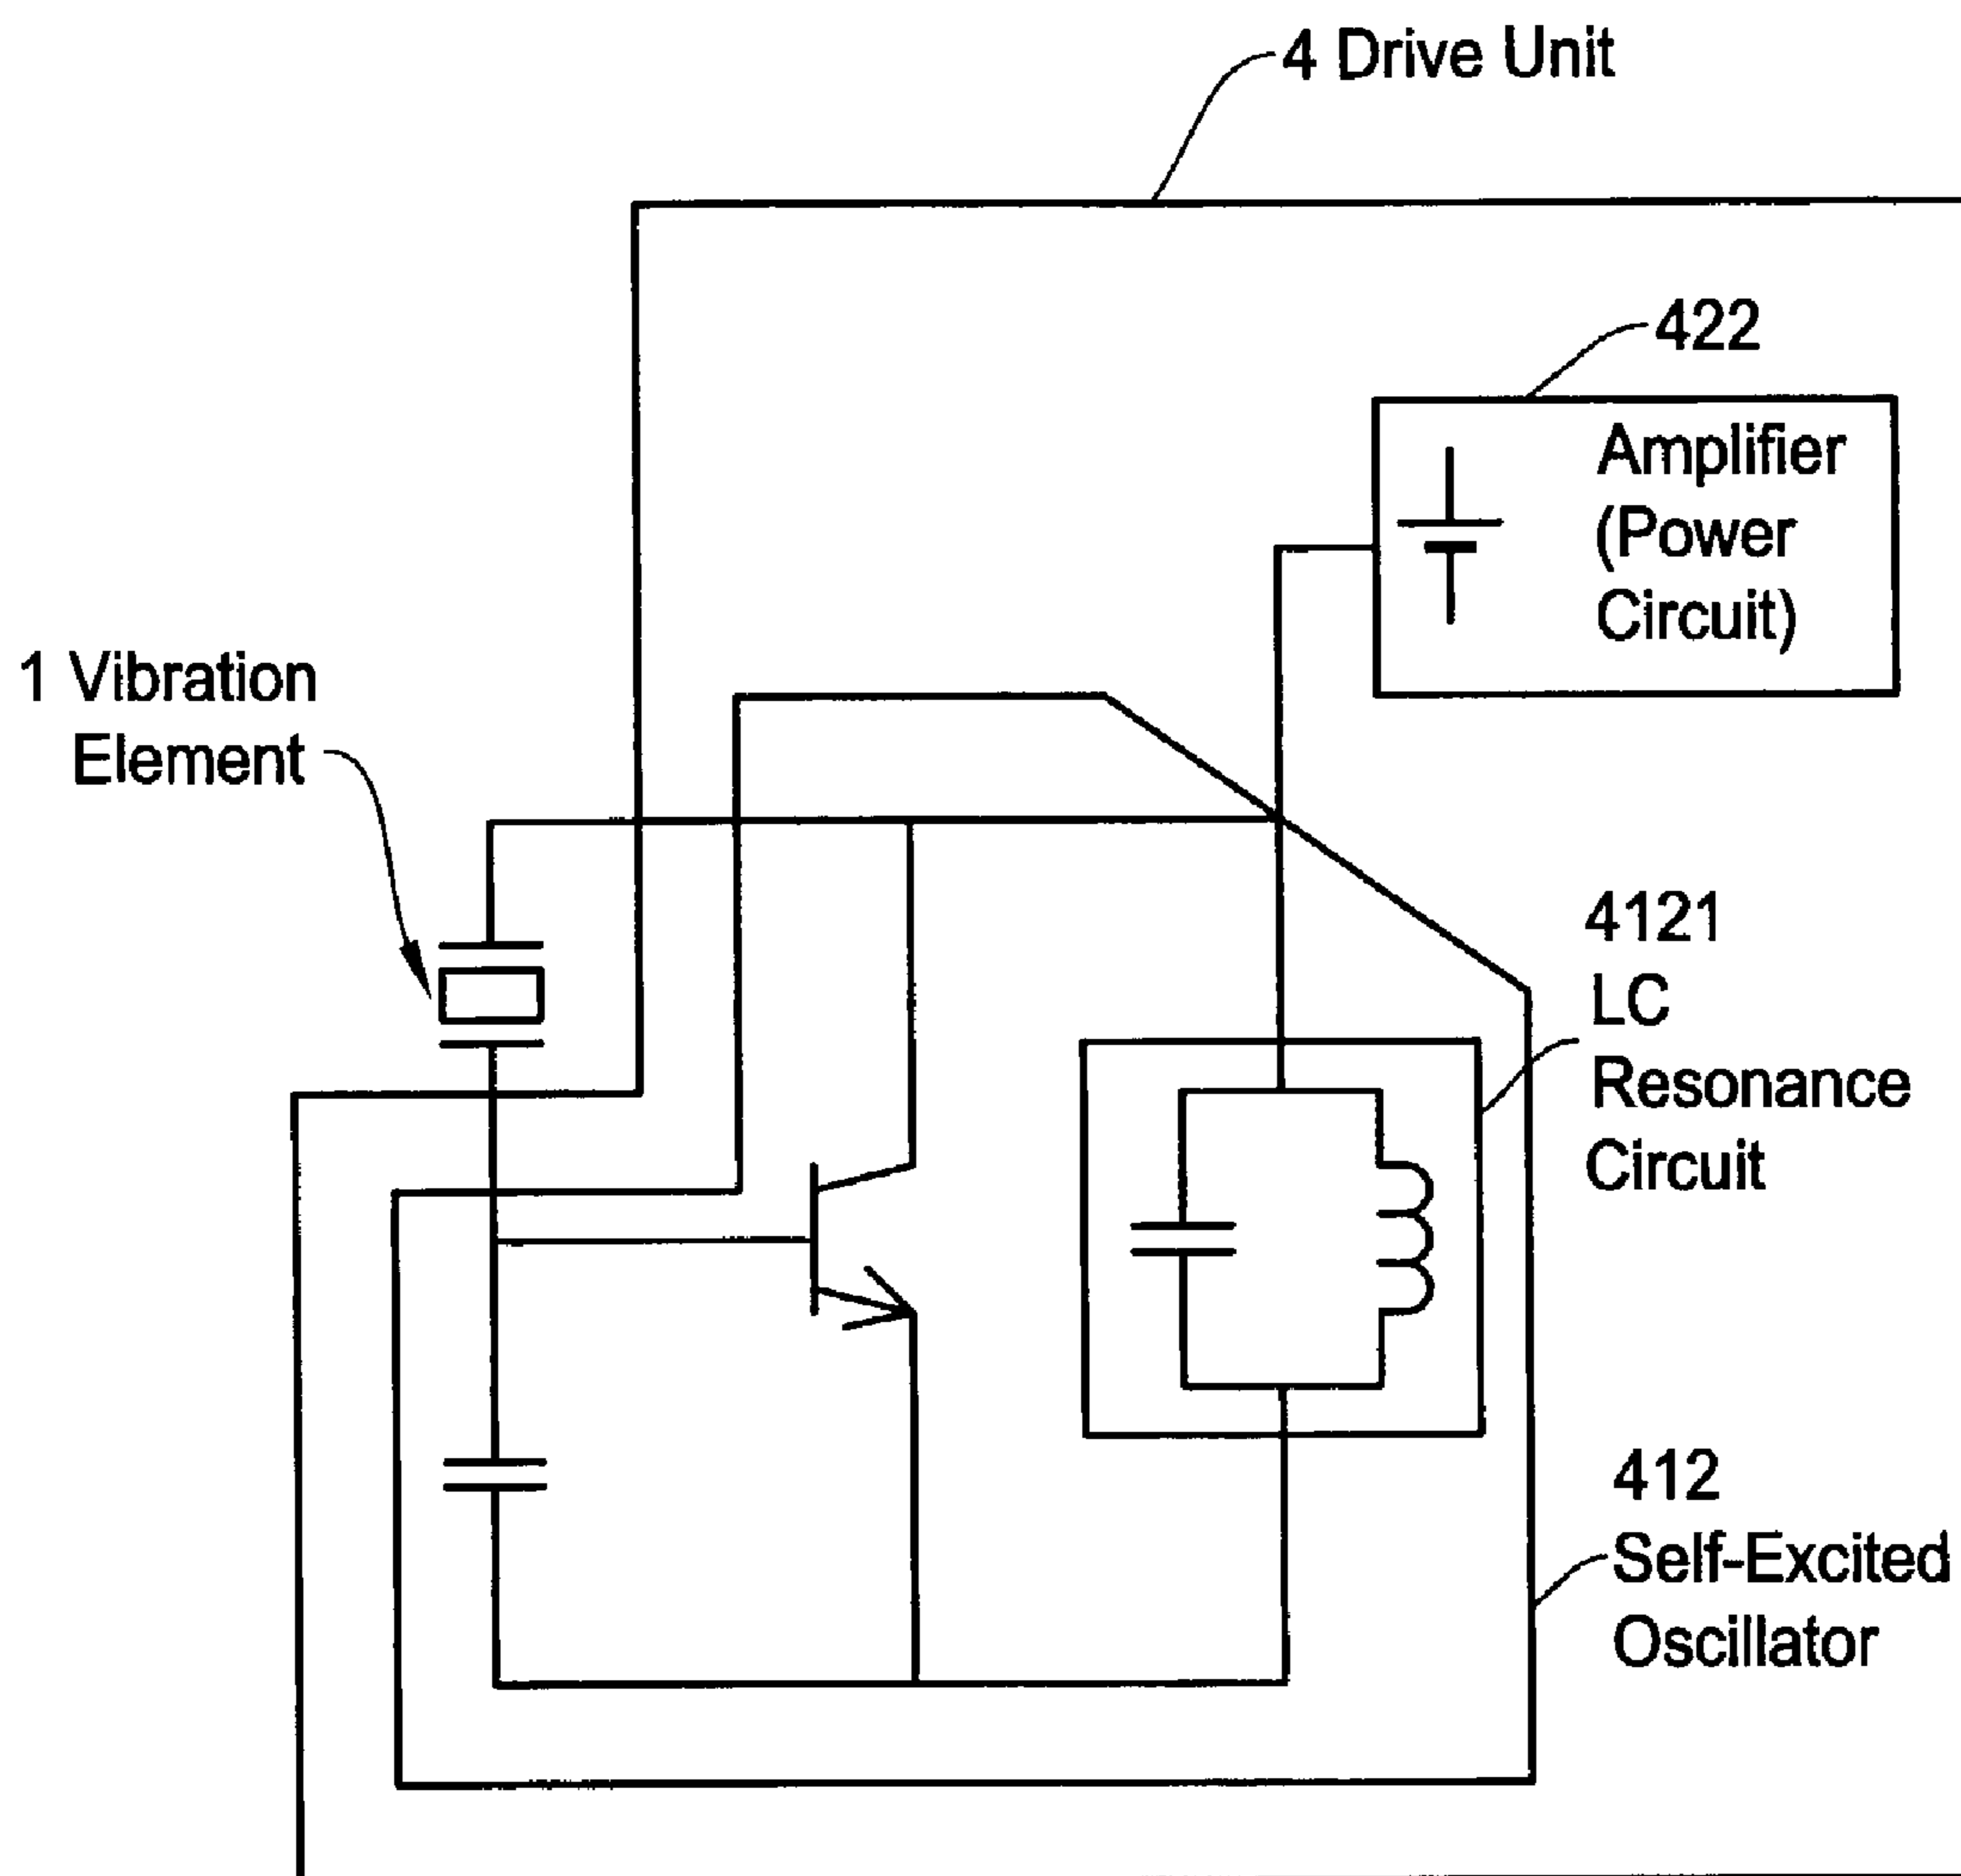 4 Drive Unit
422
Amplifier
(Power
Circuit)
1 Vibration
Element
4121
LC
Resonance
Circuit
412
Self-Excited
Oscillator